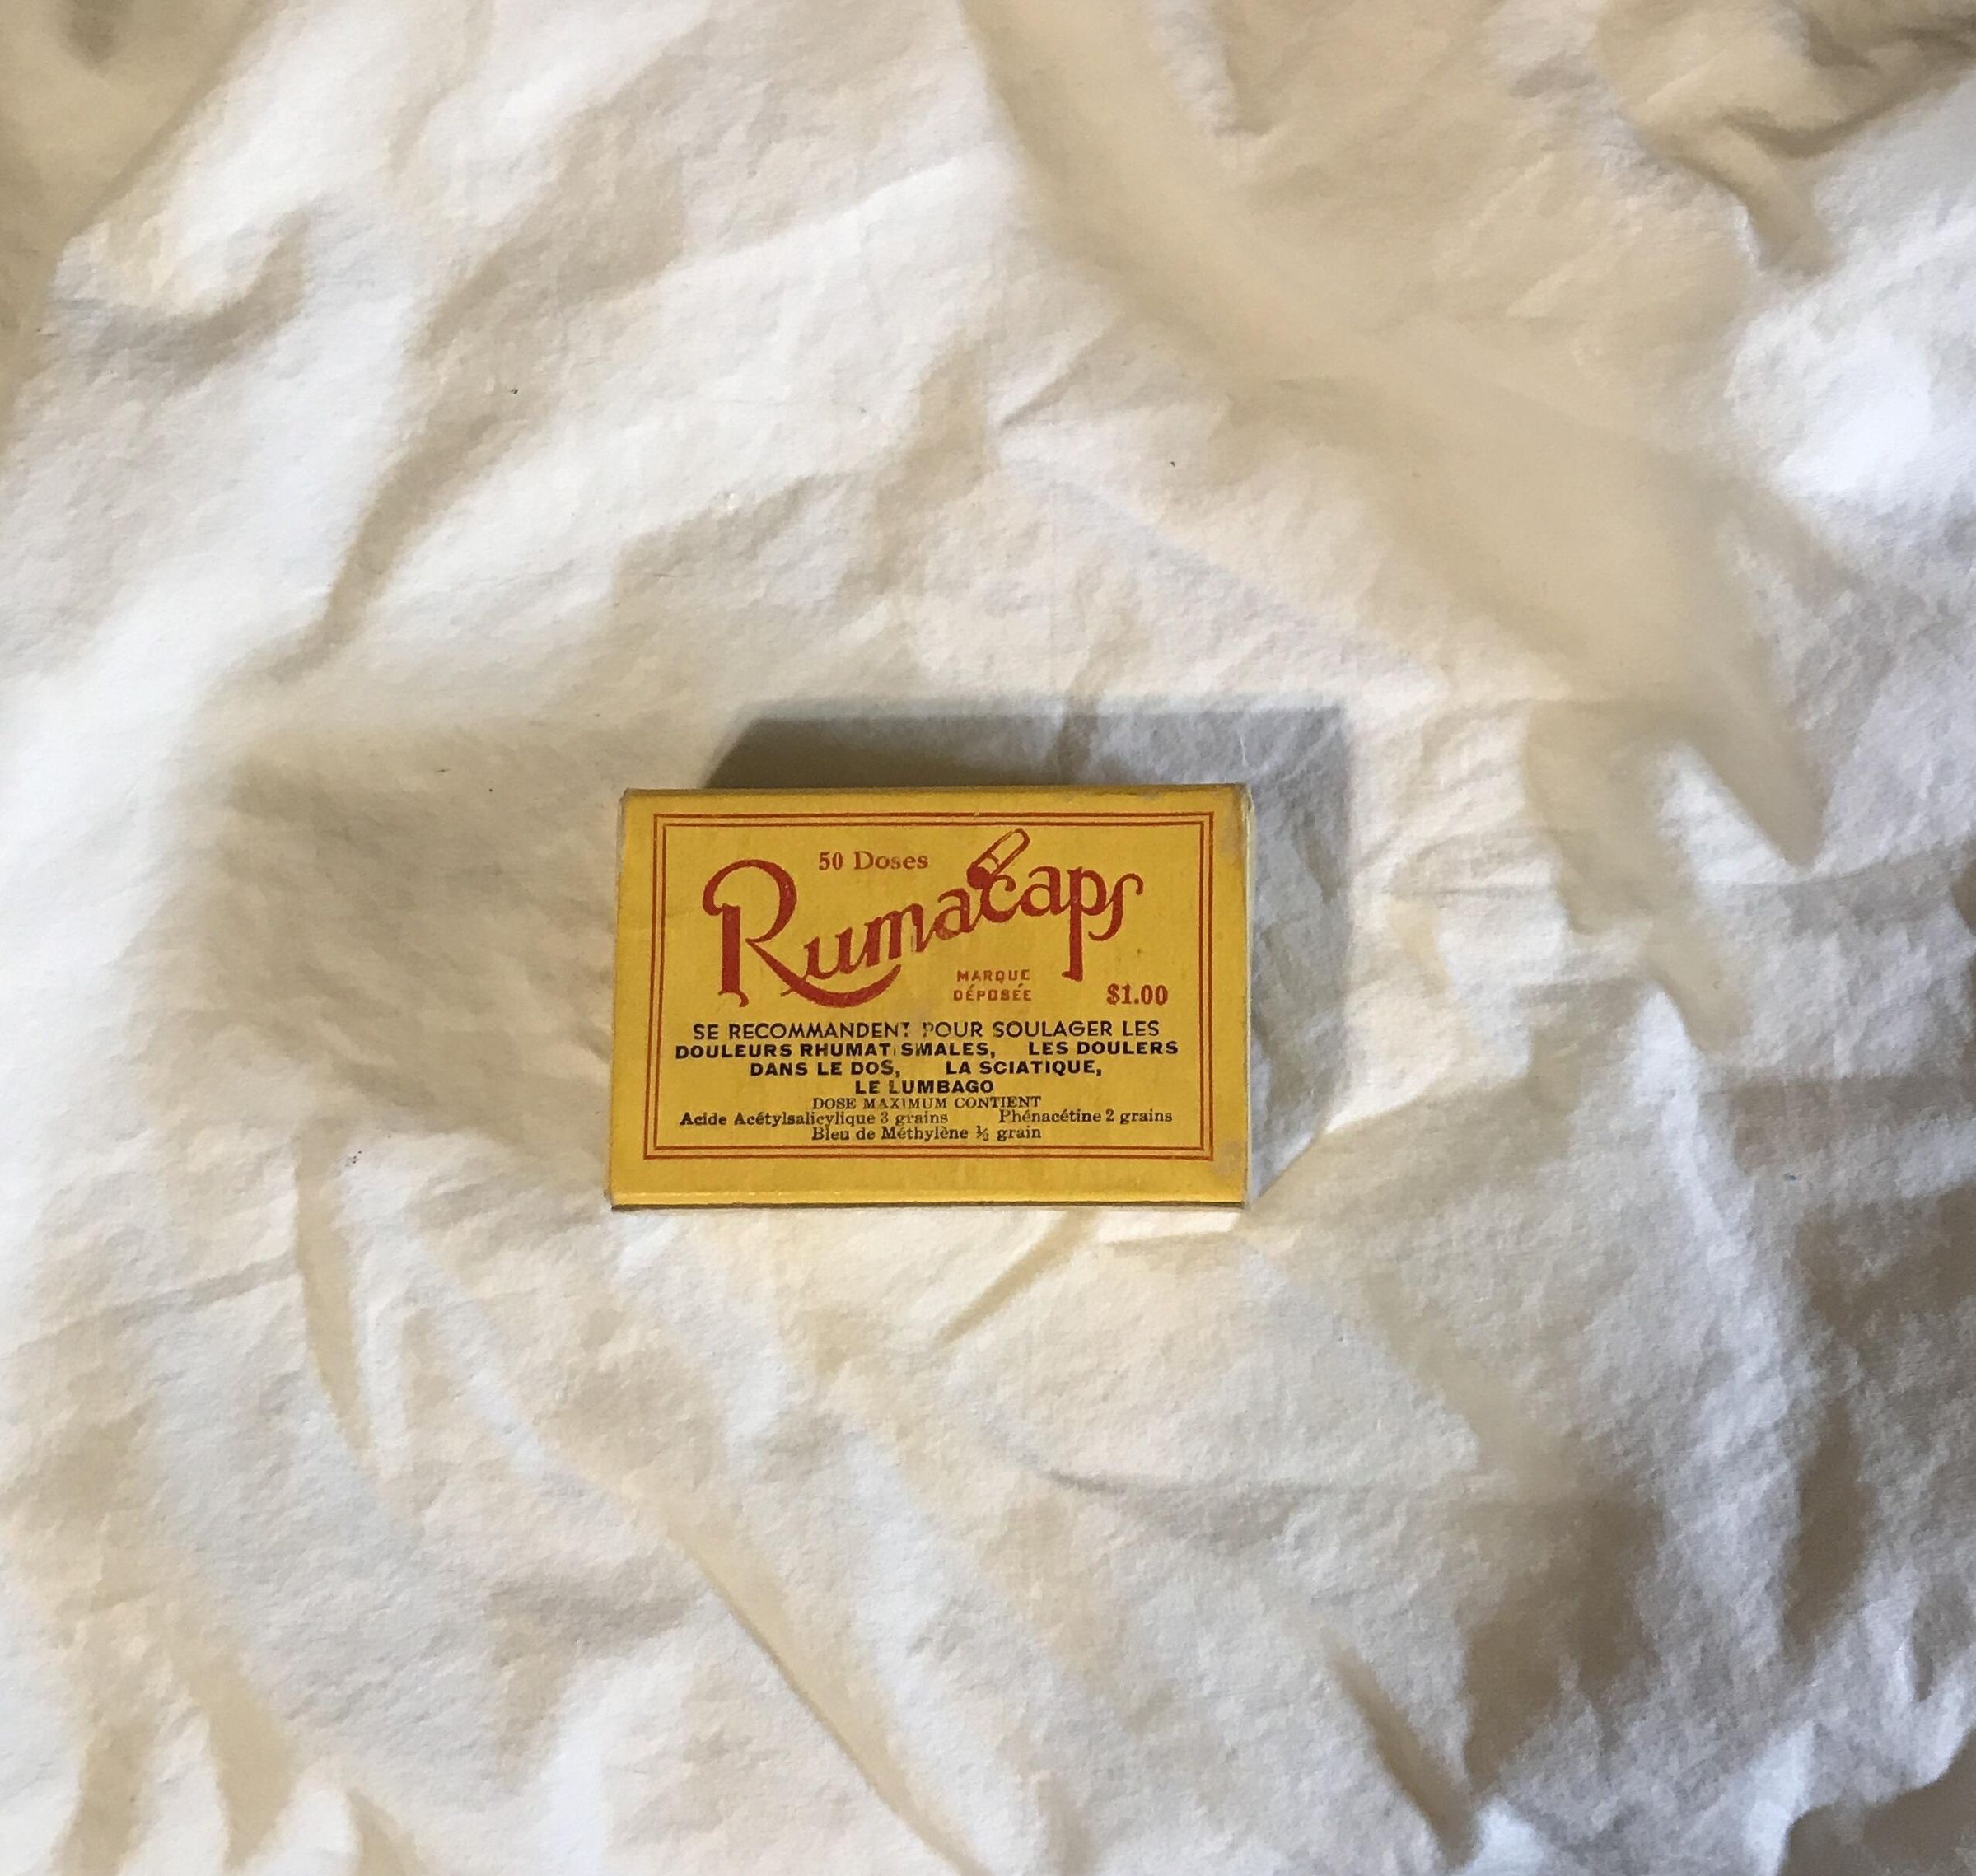 50 Doses
Rumacaps
MARQUE
DÉPOSÉE
$1.00
SE RECOMMANDENT POUR SOULAGER LES
DOULEURS RHUMATISMALES, LES DOULERS
DANS LE DOS, LA SCIATIQUE,
LE LUMBAGO
DOSE MAXIMUM CONTIENT
Acide Acétylsalicylique 3 grains Phénacétine 2 grains
Bleu de Méthylène ½ grain